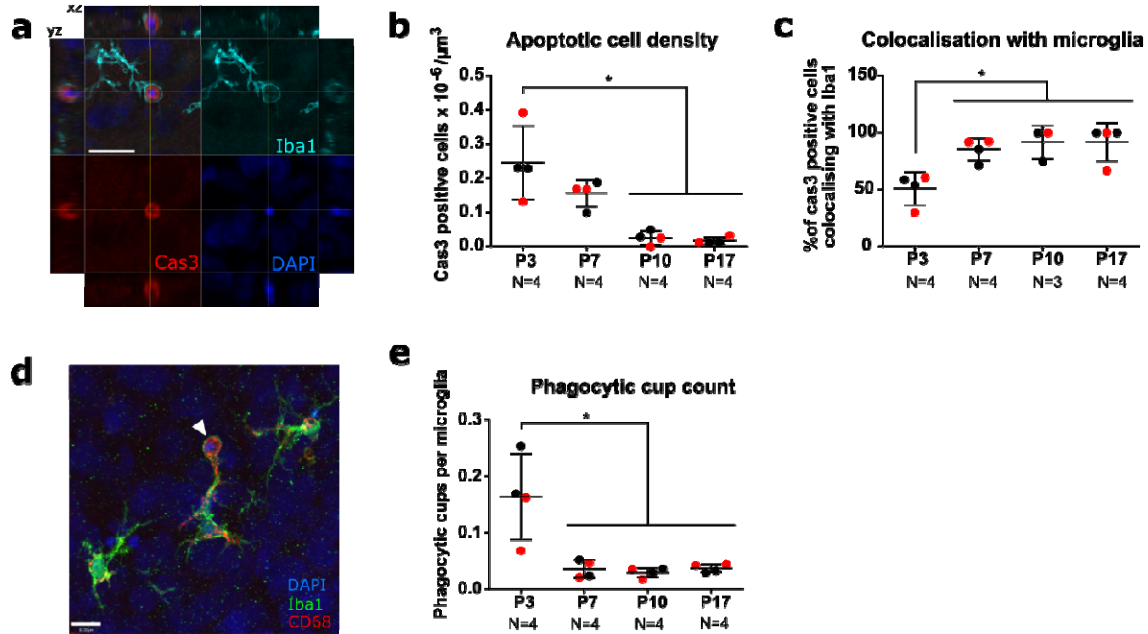 a
xz
yz
Iba1
Cas3
DAPI
b
Apoptotic cell density
Cas3 positive cells x 10⁻⁶/µm³
0.5
0.4
0.3
0.2
0.1
0.0
*
P3
P7
P10
P17
N=4
N=4
N=4
N=4
c
Colocalisation with microglia
%of cas3 positive cells
colocalising with Iba1
150
100
50
0
*
P3
P7
P10
P17
N=4
N=4
N=3
N=4
d
DAPI
Iba1
CD68
e
Phagocytic cup count
Phagocytic cups per microglia
0.3
0.2
0.1
0.0
*
P3
P7
P10
P17
N=4
N=4
N=4
N=4